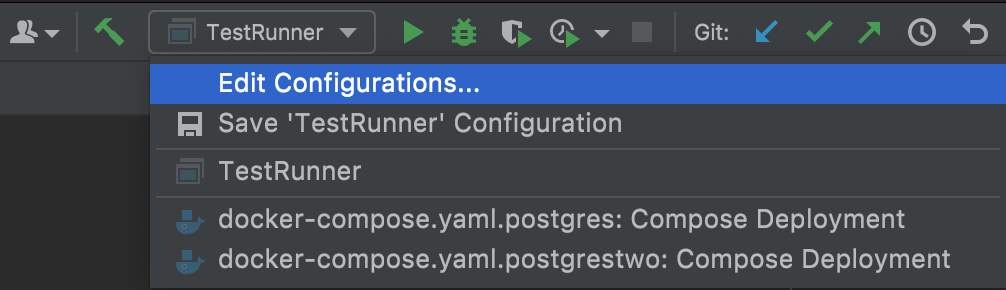 TestRunner
Git:
Edit Configurations...
Save 'TestRunner' Configuration
TestRunner
docker-compose.yaml.postgres: Compose Deployment
docker-compose.yaml.postgrestwo: Compose Deployment